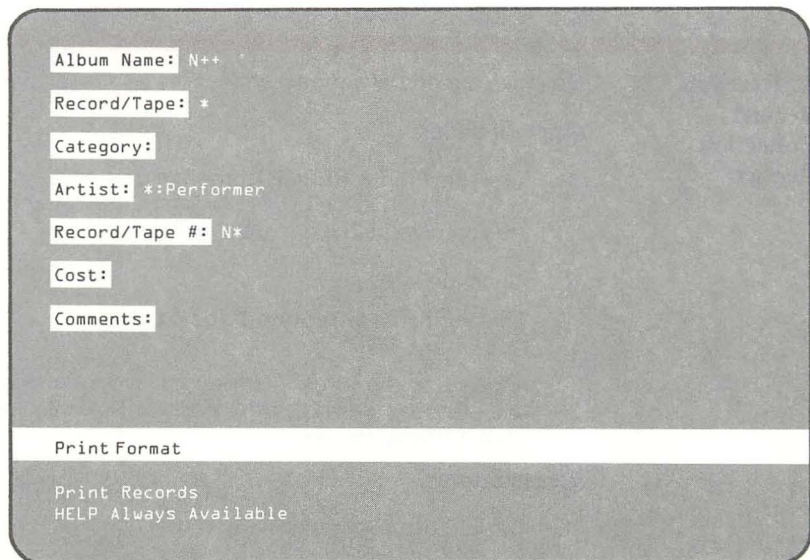 Album Name: N++
Record/Tape: *
Category:
Artist: *:Performer
Record/Tape #: N*
Cost:
Comments:
Print Format
Print Records
HELP Always Available